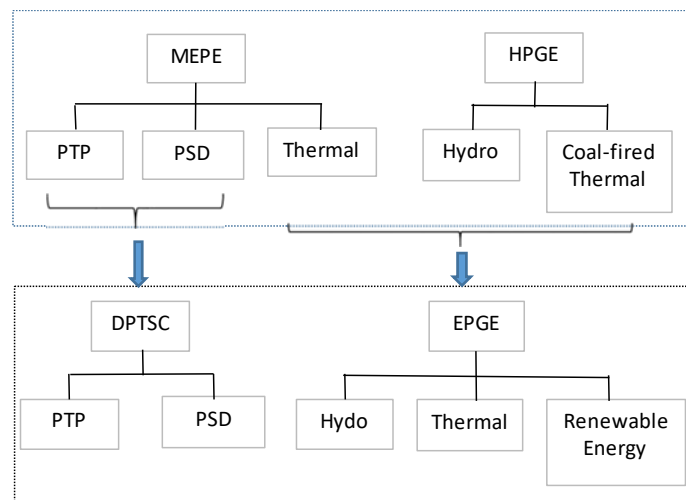 MEPE
HPGE
PTP
PSD
Thermal
Hydro
Coal-fired
Thermal
DPTSC
EPGE
PTP
PSD
Hydo
Thermal
Renewable
Energy